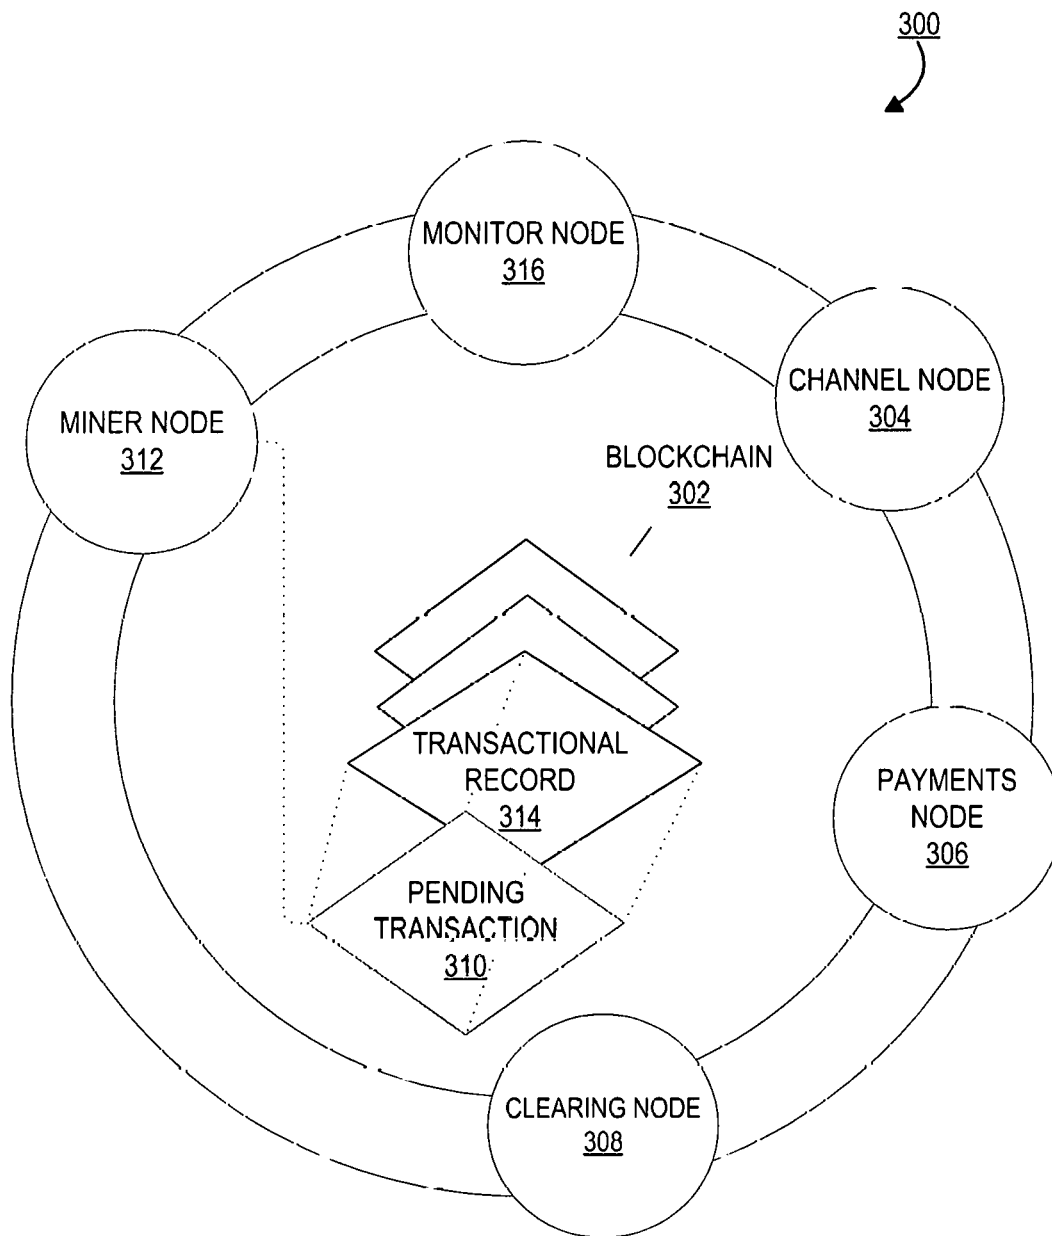 300
MONITOR NODE
316
CHANNEL NODE
304
MINER NODE
312
BLOCKCHAIN
302
TRANSACTIONAL
RECORD
314
PAYMENTS
NODE
306
PENDING
TRANSACTION
310
CLEARING NODE
308